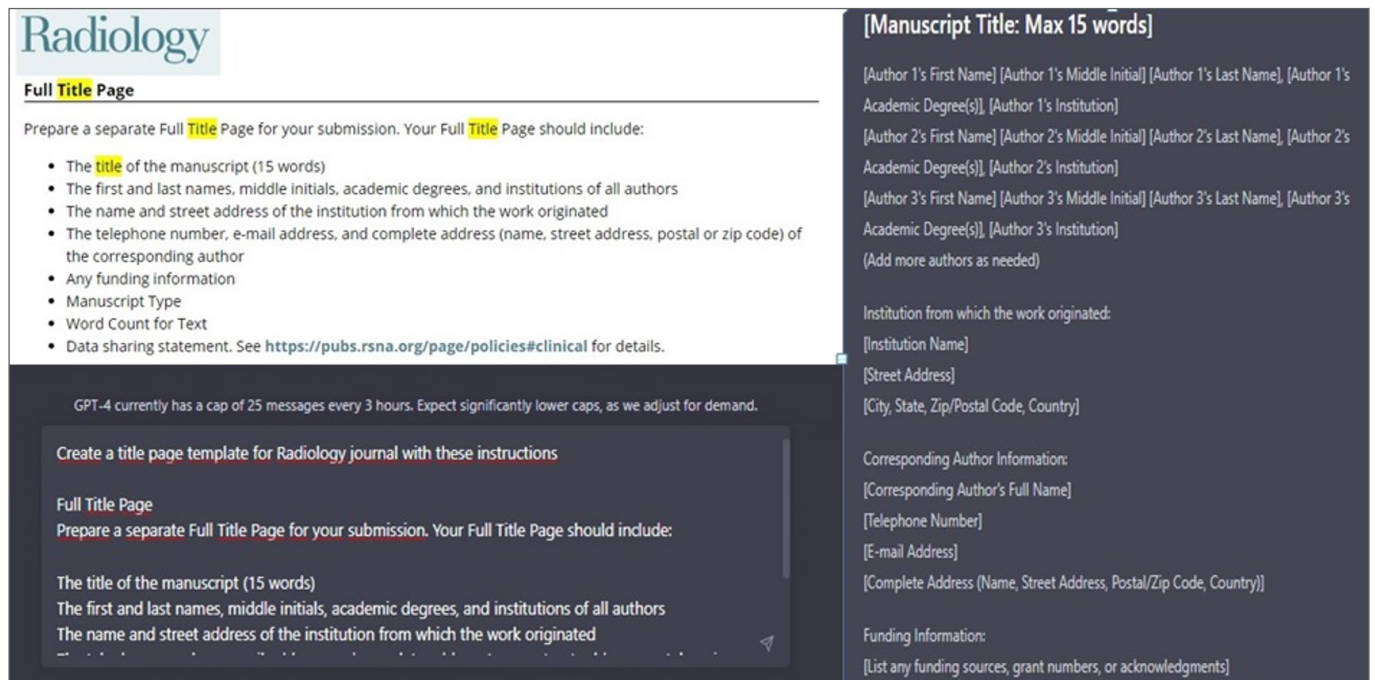 Radiology
Full Title Page
Prepare a separate Full Title Page for your submission. Your Full Title Page should include:
• The title of the manuscript (15 words)
• The first and last names, middle initials, academic degrees, and institutions of all authors
• The name and street address of the institution from which the work originated
• The telephone number, e-mail address, and complete address (name, street address, postal or zip code) of
the corresponding author
• Any funding information
• Manuscript Type
• Word Count for Text
• Data sharing statement. See https://pubs.rsna.org/page/policies#clinical for details.
GPT-4 currently has a cap of 25 messages every 3 hours. Expect significantly lower caps, as we adjust for demand.
Create a title page template for Radiology journal with these instructions
Full Title Page
Prepare a separate Full Title Page for your submission. Your Full Title Page should include:
The title of the manuscript (15 words)
The first and last names, middle initials, academic degrees, and institutions of all authors
The name and street address of the institution from which the work originated
[Manuscript Title: Max 15 words]
[Author 1's First Name] [Author 1's Middle Initial] [Author 1's Last Name], [Author 1's
Academic Degree(s)], [Author 1's Institution]
[Author 2's First Name] [Author 2's Middle Initial] [Author 2's Last Name], [Author 2's
Academic Degree(s)], [Author 2's Institution]
[Author 3's First Name] [Author 3's Middle Initial] [Author 3's Last Name], [Author 3's
Academic Degree(s)], [Author 3's Institution]
(Add more authors as needed)
Institution from which the work originated:
[Institution Name]
[Street Address]
[City, State, Zip/Postal Code, Country]
Corresponding Author Information:
[Corresponding Author's Full Name]
[Telephone Number]
[E-mail Address]
[Complete Address (Name, Street Address, Postal/Zip Code, Country)]
Funding Information:
[List any funding sources, grant numbers, or acknowledgments]